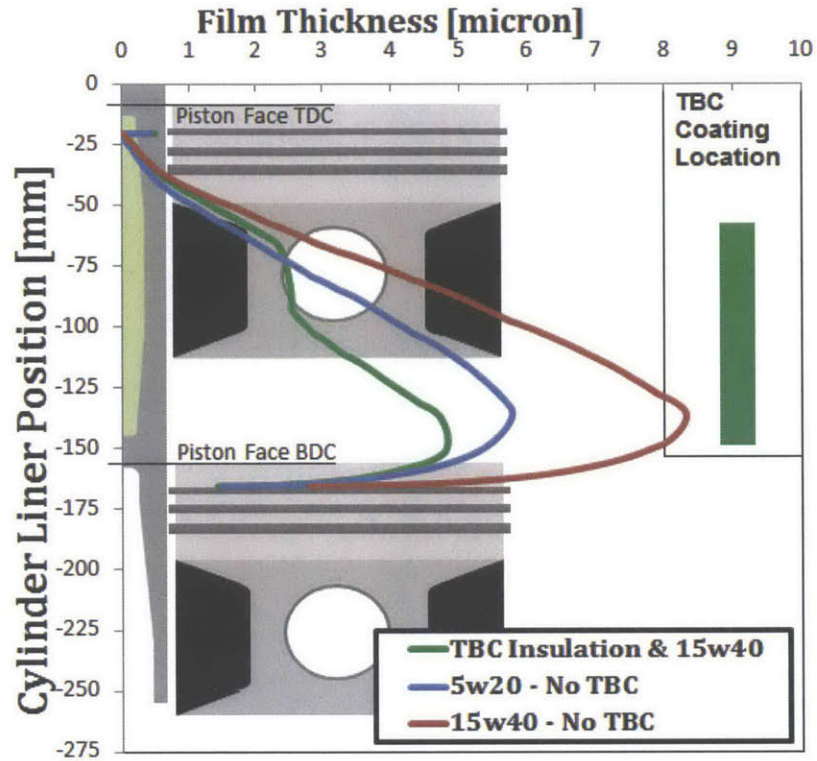 Film Thickness [micron]
0 1 2 3 4 5 6 7 8 9 10
Cylinder Liner Position [mm]
0
-25
-50
-75
-100
-125
-150
-175
-200
-225
-250
-275
Piston Face TDC
TBC
Coating
Location
Piston Face BDC
TBC Insulation & 15w40
5w20 - No TBC
15w40 - No TBC